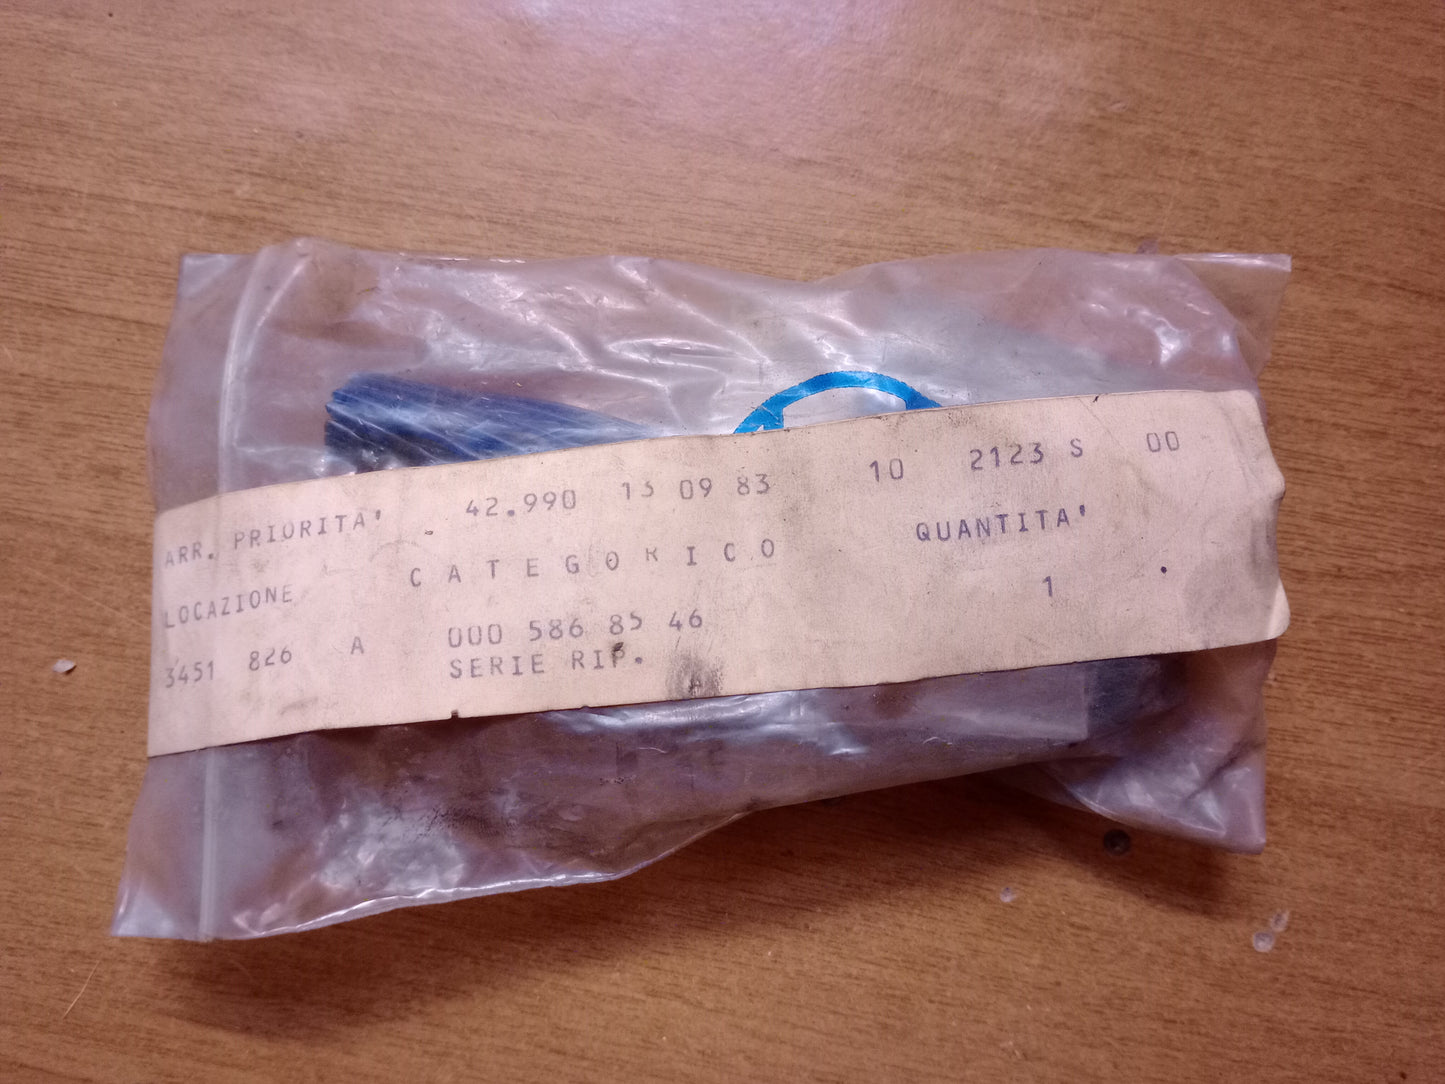 ARR. PRIORITA' 42.990 13 09 83 10 2123 S 00
LOCAZIONE CATEGORICO QUANTITA'
3451 826 A 000 586 85 46 1
SERIE RIP.